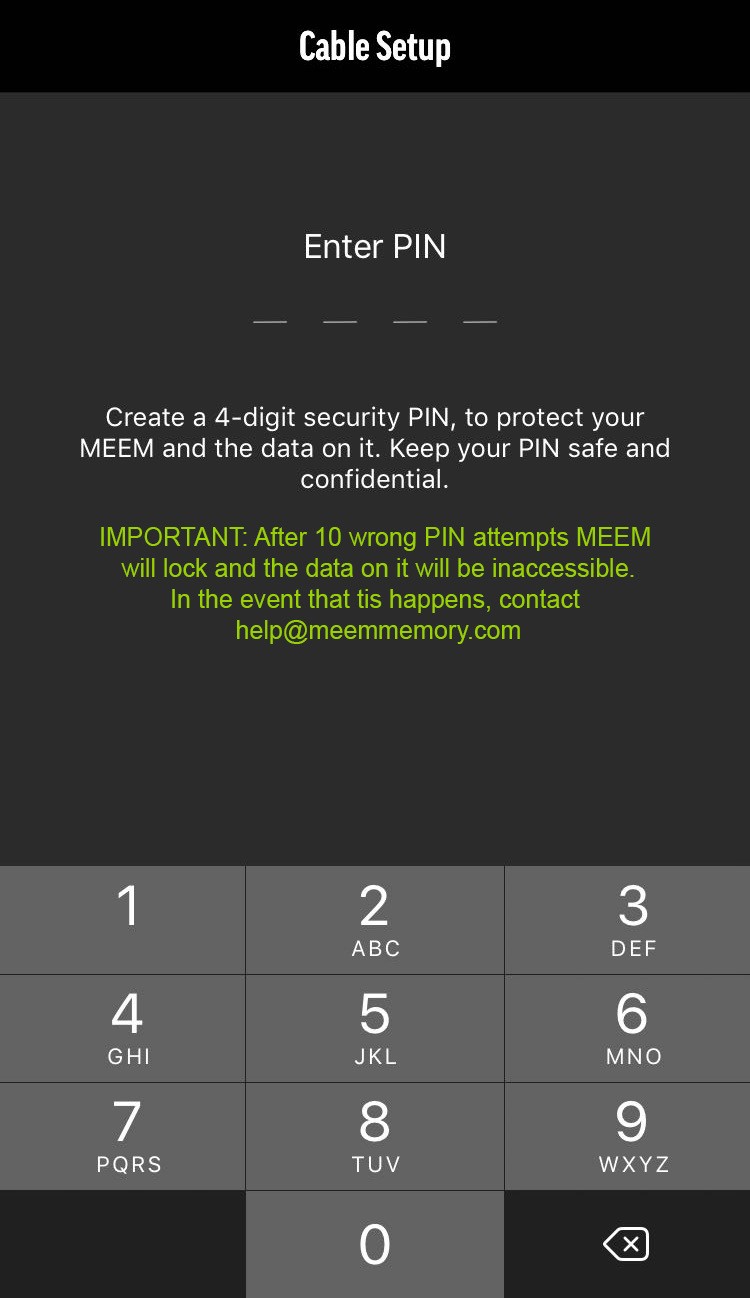 Cable Setup
Enter PIN
Create a 4-digit security PIN, to protect your
MEEM and the data on it. Keep your PIN safe and
confidential.
IMPORTANT: After 10 wrong PIN attempts MEEM
will lock and the data on it will be inaccessible.
In the event that tis happens, contact
help@meemmemory.com
1 2 3
ABC DEF
4 5 6
GHI JKL MNO
7 8 9
PQRS TUV WXYZ
0